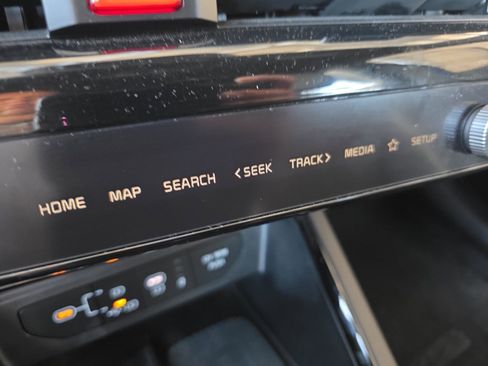 HOME MAP SEARCH <SEEK TRACK> MEDIA ☆ SETUP